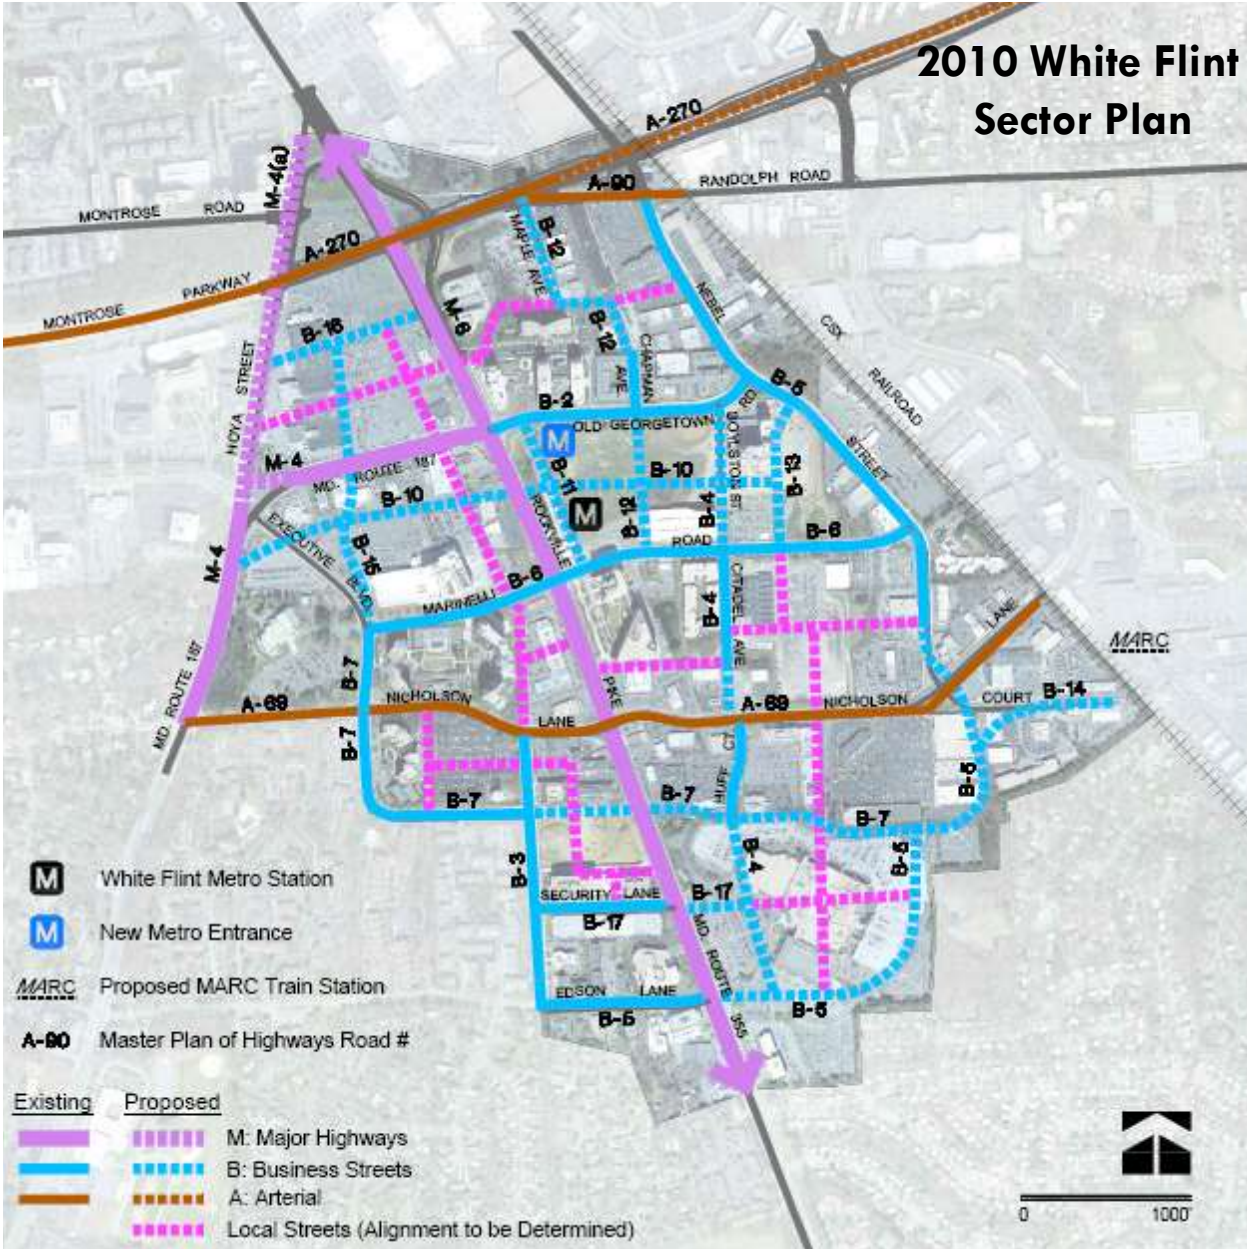 2010 White Flint
Sector Plan
A-270
A-90
RANDOLPH ROAD
M-4(a)
MONTROSE ROAD
A-270
MAPLE AVE
B-12
MONTROSE PARKWAY
M-6
NEBEL
B-16
B-12
CSX
CHAPMAN
AVE
HOYA STREET
RAILROAD
B-5
B-2
OLD GEORGETOWN RD
M
BOYLSTON ST
STREET
M-4
MD. ROUTE 187
B-11
B-10
B-13
B-10
ROCKVILLE
M
B-12
B-4
EXECUTIVE BLVD
ROAD
B-6
B-15
M-4
B-6
MARINELLI
B-4
CITADEL AVE
LANE
MARC
MD ROUTE 187
B-7
PIKE
NICHOLSON
A-69
LANE
A-69
NICHOLSON
COURT
B-14
B-7
HUFF CT
B-5
B-7
B-7
B-7
B-3
B-4
B-5
SECURITY LANE
B-17
B-17
MD. ROUTE 355
EDSON LANE
B-5
B-5
M White Flint Metro Station
M New Metro Entrance
MARC Proposed MARC Train Station
A-90 Master Plan of Highways Road #
Existing Proposed
M: Major Highways
B: Business Streets
A: Arterial
Local Streets (Alignment to be Determined)
0 1000'